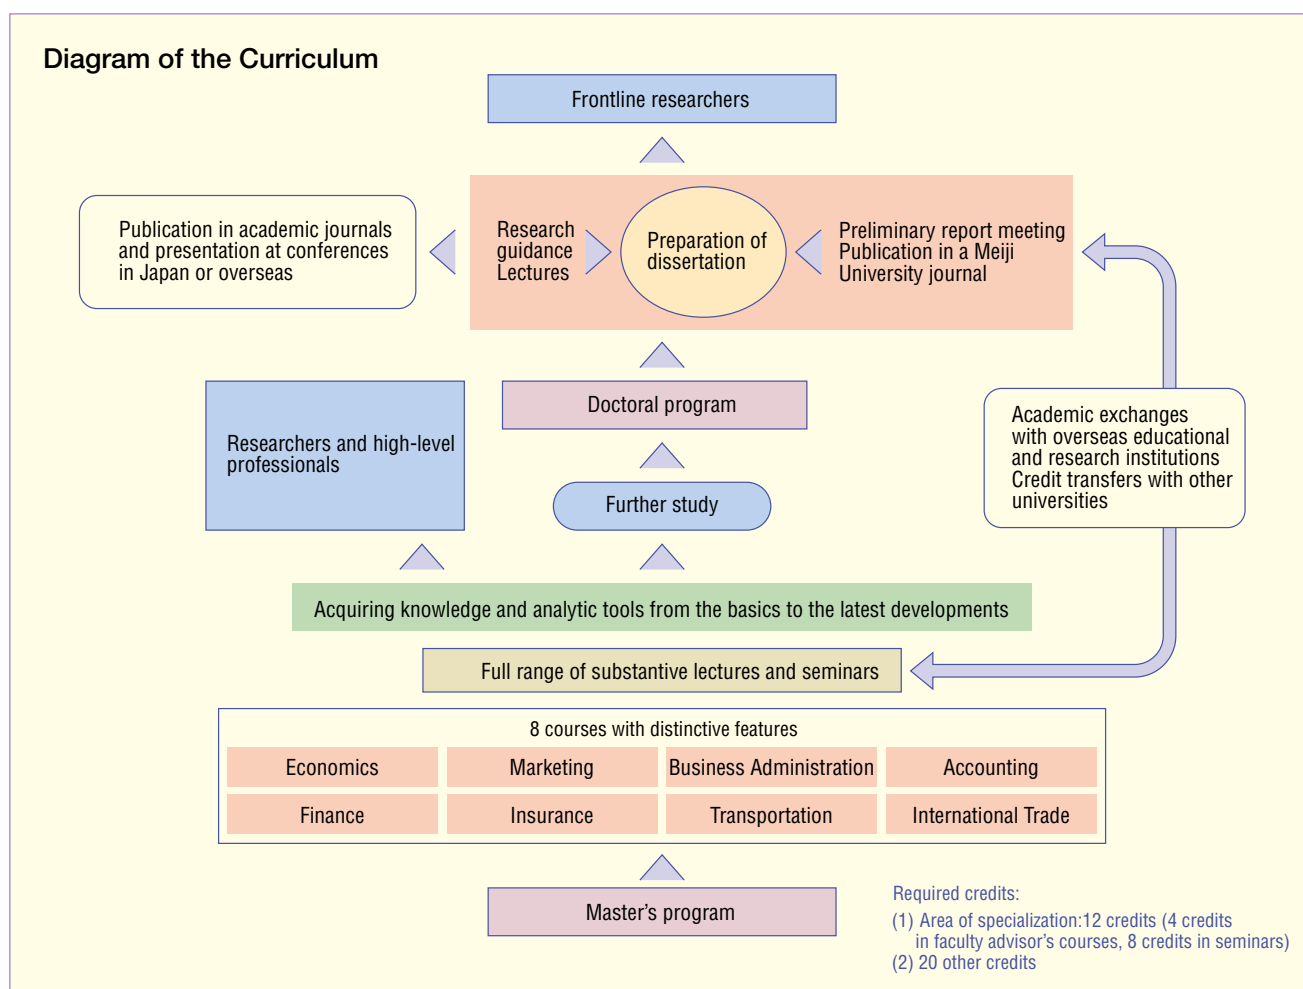 Diagram of the Curriculum
Frontline researchers
Publication in academic journals
and presentation at conferences
in Japan or overseas
Research
guidance
Lectures
Preparation of
dissertation
Preliminary report meeting
Publication in a Meiji
University journal
Researchers and high-level
professionals
Doctoral program
Further study
Academic exchanges
with overseas educational
and research institutions
Credit transfers with other
universities
Acquiring knowledge and analytic tools from the basics to the latest developments
Full range of substantive lectures and seminars
8 courses with distinctive features
Economics
Marketing
Business Administration
Accounting
Finance
Insurance
Transportation
International Trade
Master's program
Required credits:
(1) Area of specialization:12 credits (4 credits
in faculty advisor's courses, 8 credits in seminars)
(2) 20 other credits